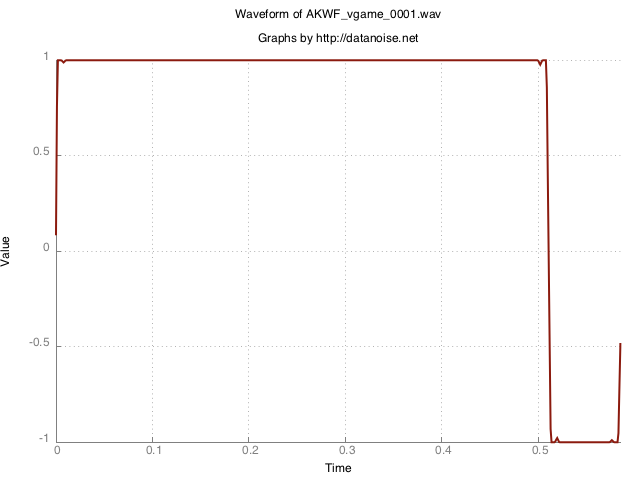 Waveform of AKWF_vgame_0001.wav
Graphs by http://datanoise.net
1
0.5
0
-0.5
-1
Value
0 0.1 0.2 0.3 0.4 0.5
Time